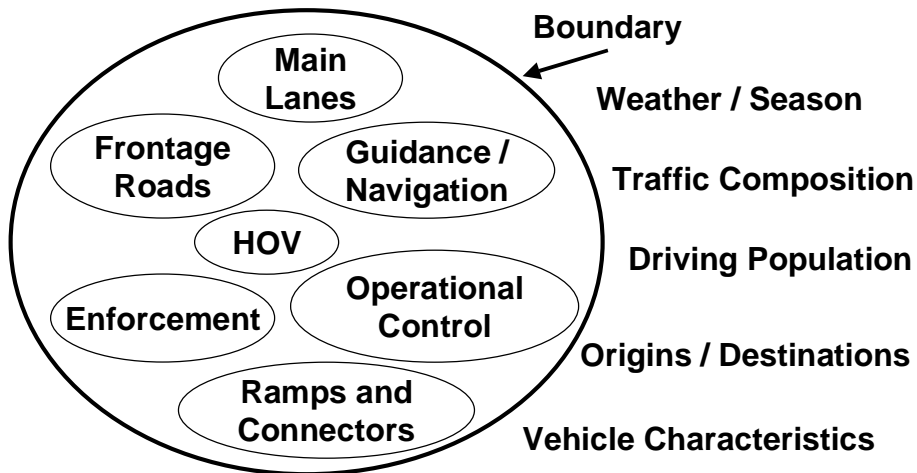 Boundary
Main
Lanes
Weather / Season
Frontage
Roads
Guidance /
Navigation
Traffic Composition
HOV
Driving Population
Enforcement
Operational
Control
Origins / Destinations
Ramps and
Connectors
Vehicle Characteristics